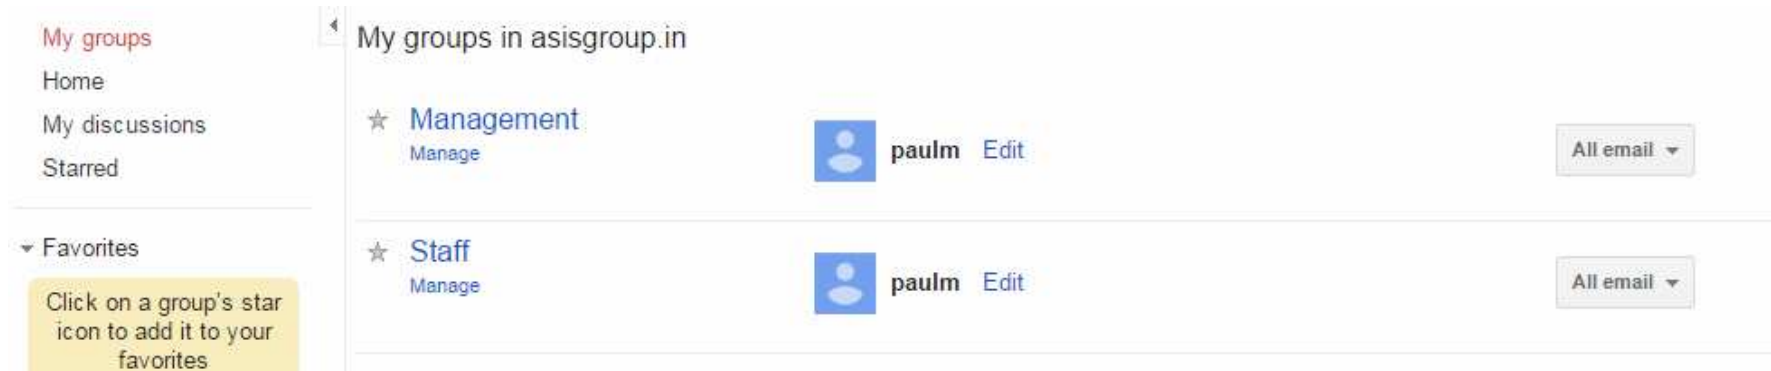 My groups
Home
My discussions
Starred
Favorites
Click on a group's star
icon to add it to your
favorites
My groups in asisgroup.in
Management
Manage
paulm Edit
All email
Staff
Manage
paulm Edit
All email